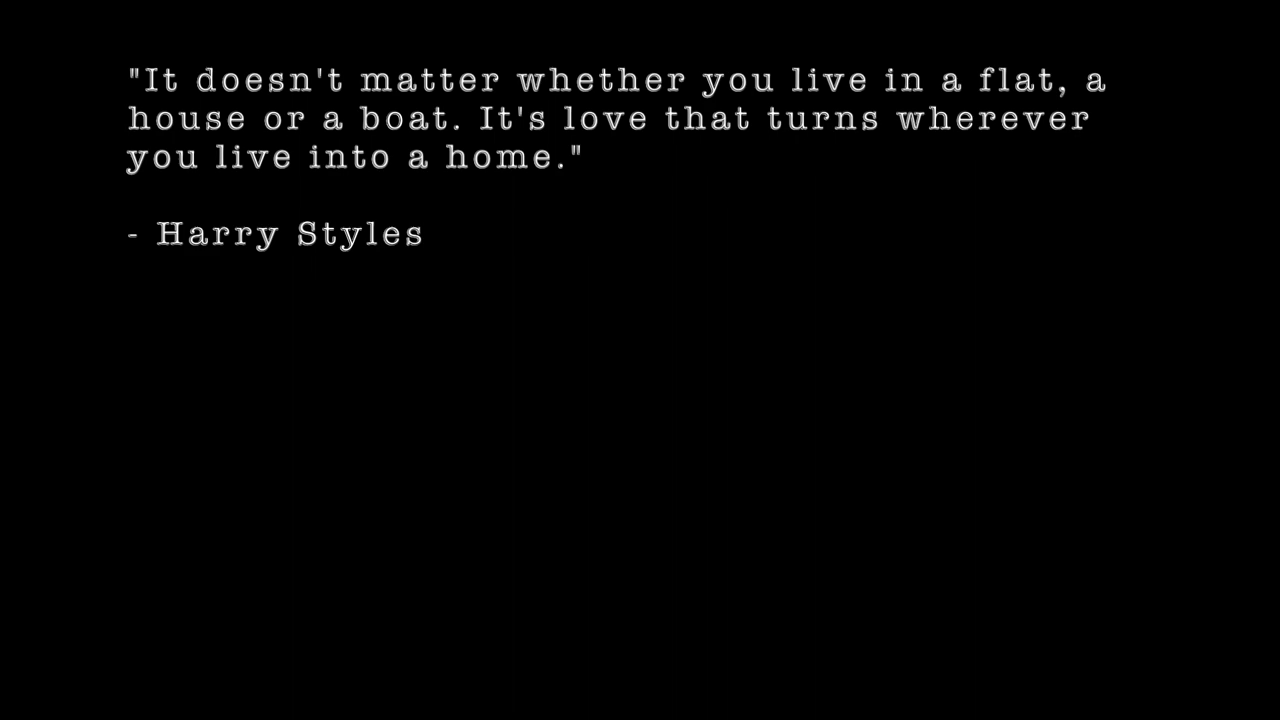 "It doesn't matter whether you live in a flat, a
house or a boat. It's love that turns wherever
you live into a home."
- Harry Styles